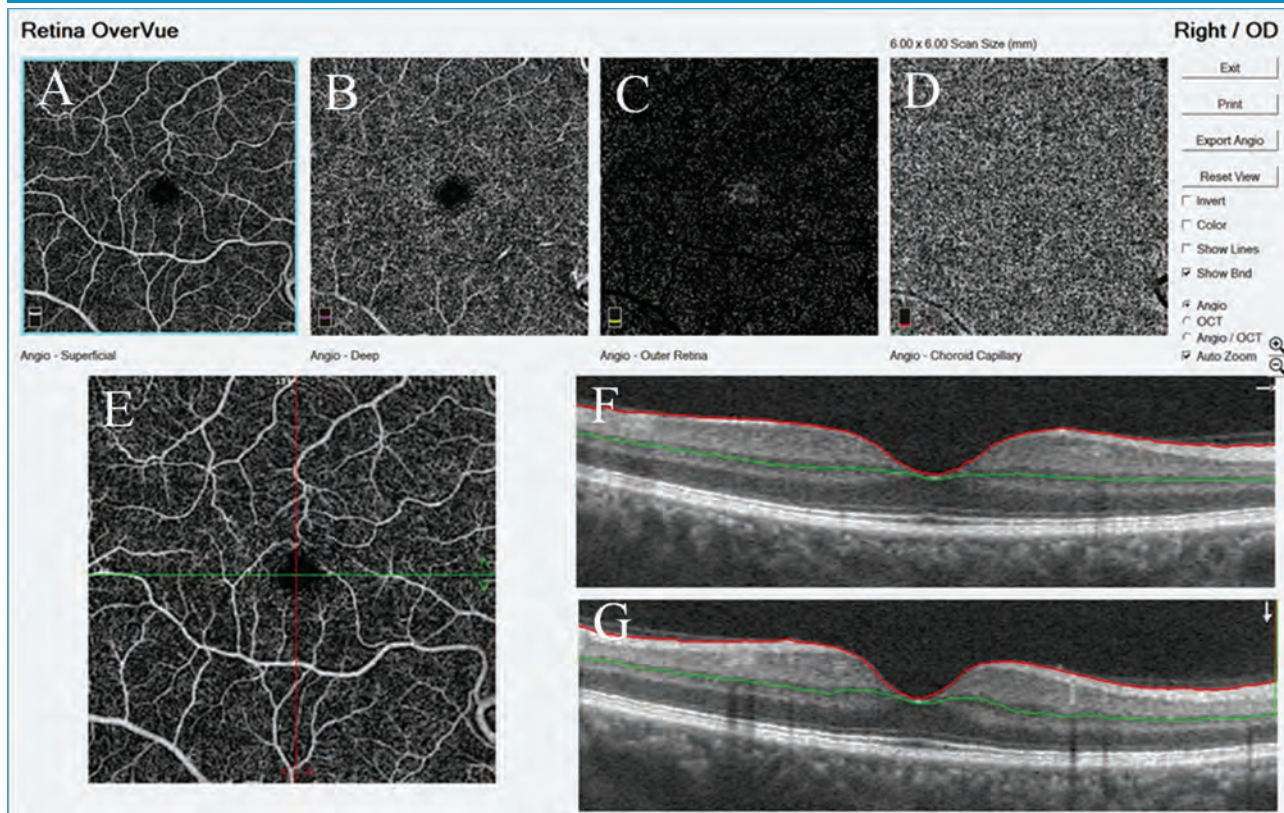 Retina OverVue
Right / OD
6.00 x 6.00 Scan Size (mm)
A
B
C
D
Exit
Print
Export Angio
Reset View
Invert
Color
Show Lines
Show Bnd
Angio
OCT
Angio / OCT
Auto Zoom
Angio - Superficial
Angio - Deep
Angio - Outer Retina
Angio - Choroid Capillary
E
F
G